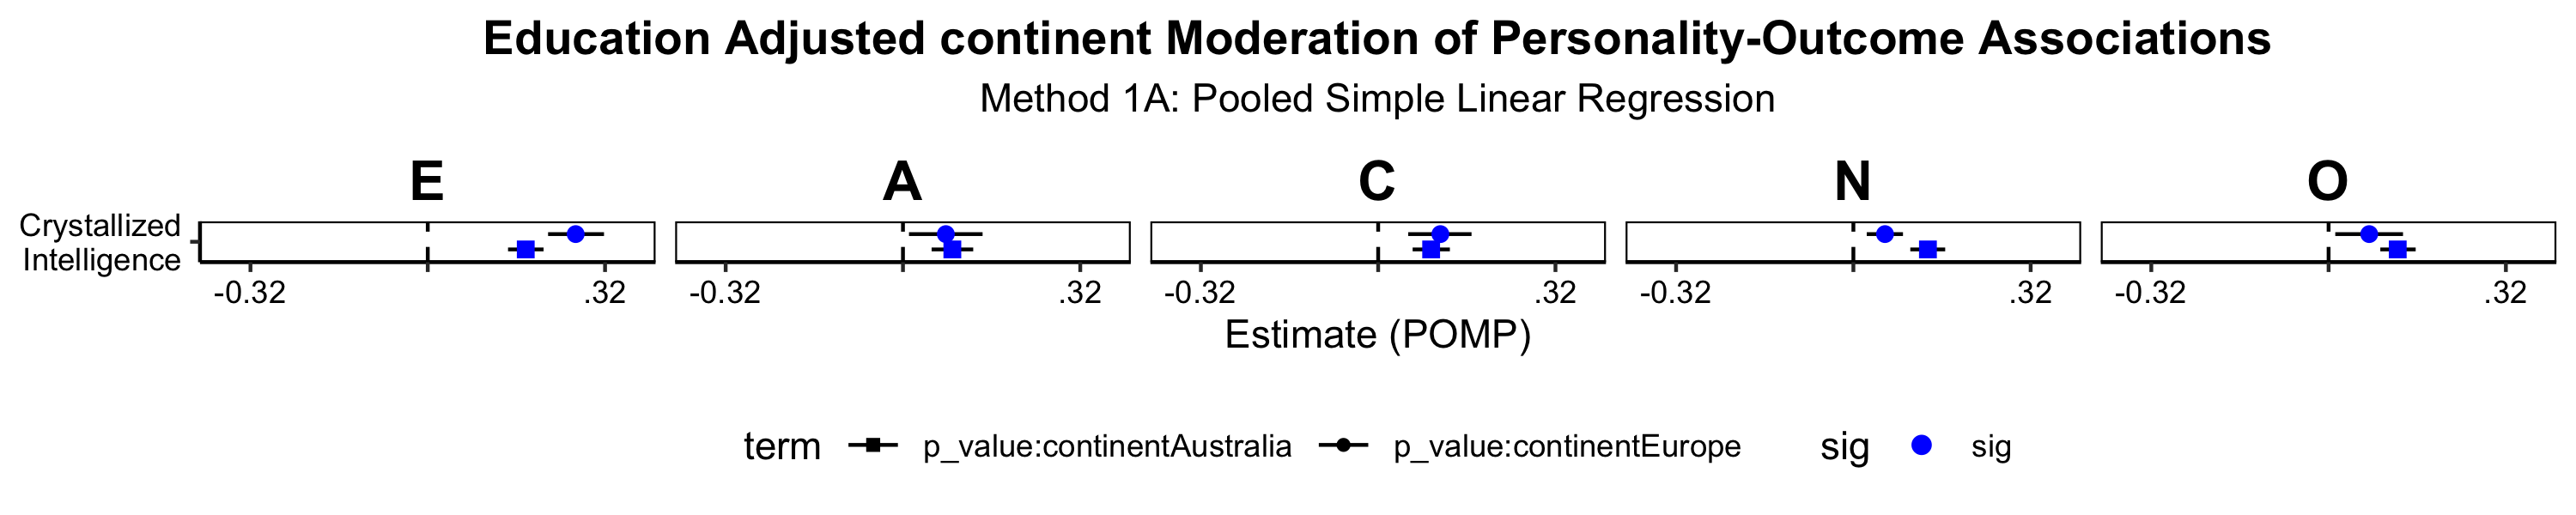 Education Adjusted continent Moderation of Personality-Outcome Associations
Method 1A: Pooled Simple Linear Regression
E A C N O
Crystallized
Intelligence
-0.32 .32 -0.32 .32 -0.32 .32 -0.32 .32 -0.32 .32
Estimate (POMP)
term p_value:continentAustralia p_value:continentEurope sig sig